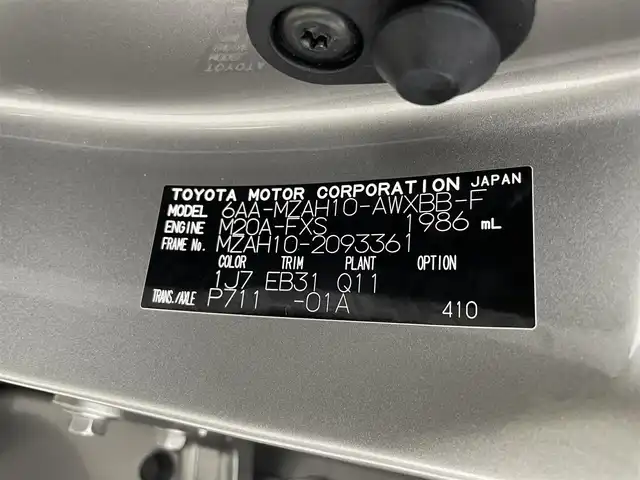 TOYOTA MOTOR CORPORATION JAPAN
MODEL 6AA-MZAH10-AWXBB-F
ENGINE M20A-FXS 1986 mL
FRAME No. MZAH10-2093361
COLOR TRIM PLANT OPTION
1J7 EB31 Q11
TRANS./AXLE P711 -01A 410